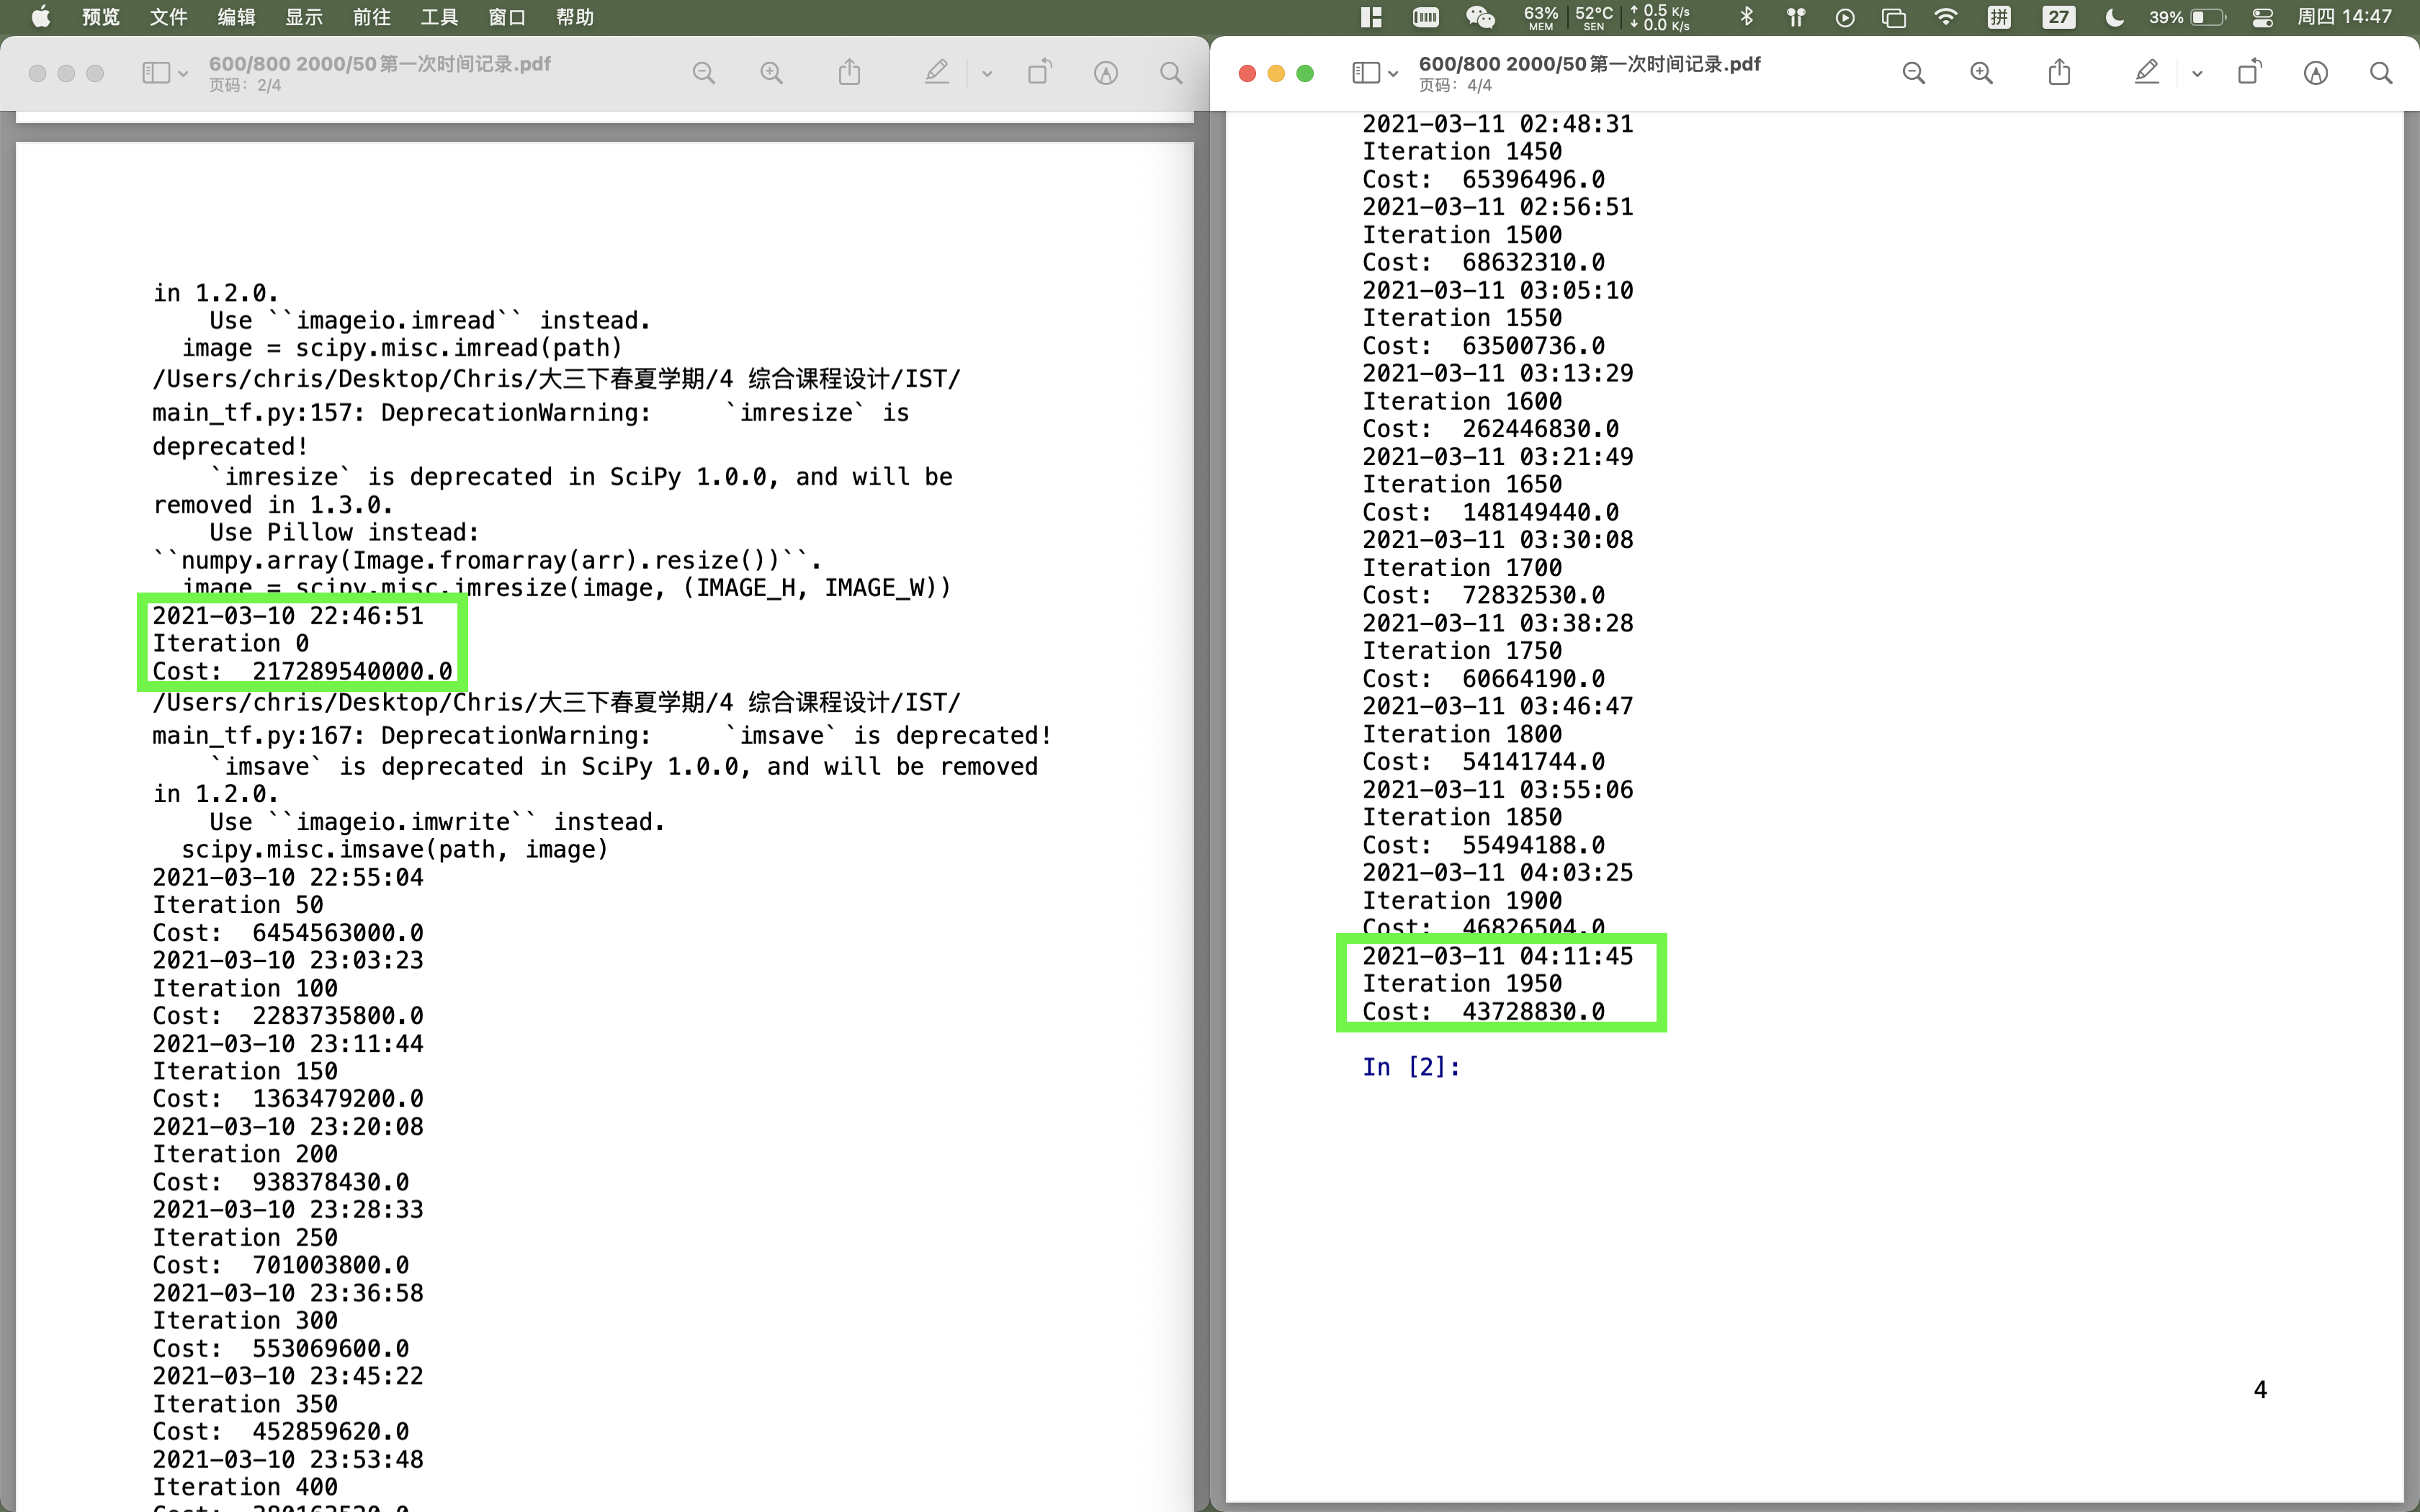 预览 文件 编辑 显示 前往 工具 窗口 帮助
63% MEM 52°C SEN ↑ 0.5 K/s ↓ 0.0 K/s 拼 27 39% 周四 14:47
600/800 2000/50第一次时间记录.pdf
页码：2/4
in 1.2.0.
Use ``imageio.imread`` instead.
image = scipy.misc.imread(path)
/Users/chris/Desktop/Chris/大三下春夏学期/4 综合课程设计/IST/
main_tf.py:157: DeprecationWarning: `imresize` is
deprecated!
`imresize` is deprecated in SciPy 1.0.0, and will be
removed in 1.3.0.
Use Pillow instead:
``numpy.array(Image.fromarray(arr).resize())``.
image = scipy.misc.imresize(image, (IMAGE_H, IMAGE_W))
2021-03-10 22:46:51
Iteration 0
Cost: 217289540000.0
/Users/chris/Desktop/Chris/大三下春夏学期/4 综合课程设计/IST/
main_tf.py:167: DeprecationWarning: `imsave` is deprecated!
`imsave` is deprecated in SciPy 1.0.0, and will be removed
in 1.2.0.
Use ``imageio.imwrite`` instead.
scipy.misc.imsave(path, image)
2021-03-10 22:55:04
Iteration 50
Cost: 6454563000.0
2021-03-10 23:03:23
Iteration 100
Cost: 2283735800.0
2021-03-10 23:11:44
Iteration 150
Cost: 1363479200.0
2021-03-10 23:20:08
Iteration 200
Cost: 938378430.0
2021-03-10 23:28:33
Iteration 250
Cost: 701003800.0
2021-03-10 23:36:58
Iteration 300
Cost: 553069600.0
2021-03-10 23:45:22
Iteration 350
Cost: 452859620.0
2021-03-10 23:53:48
Iteration 400
600/800 2000/50第一次时间记录.pdf
页码：4/4
2021-03-11 02:48:31
Iteration 1450
Cost: 65396496.0
2021-03-11 02:56:51
Iteration 1500
Cost: 68632310.0
2021-03-11 03:05:10
Iteration 1550
Cost: 63500736.0
2021-03-11 03:13:29
Iteration 1600
Cost: 262446830.0
2021-03-11 03:21:49
Iteration 1650
Cost: 148149440.0
2021-03-11 03:30:08
Iteration 1700
Cost: 72832530.0
2021-03-11 03:38:28
Iteration 1750
Cost: 60664190.0
2021-03-11 03:46:47
Iteration 1800
Cost: 54141744.0
2021-03-11 03:55:06
Iteration 1850
Cost: 55494188.0
2021-03-11 04:03:25
Iteration 1900
Cost: 46826504.0
2021-03-11 04:11:45
Iteration 1950
Cost: 43728830.0
In [2]:
4